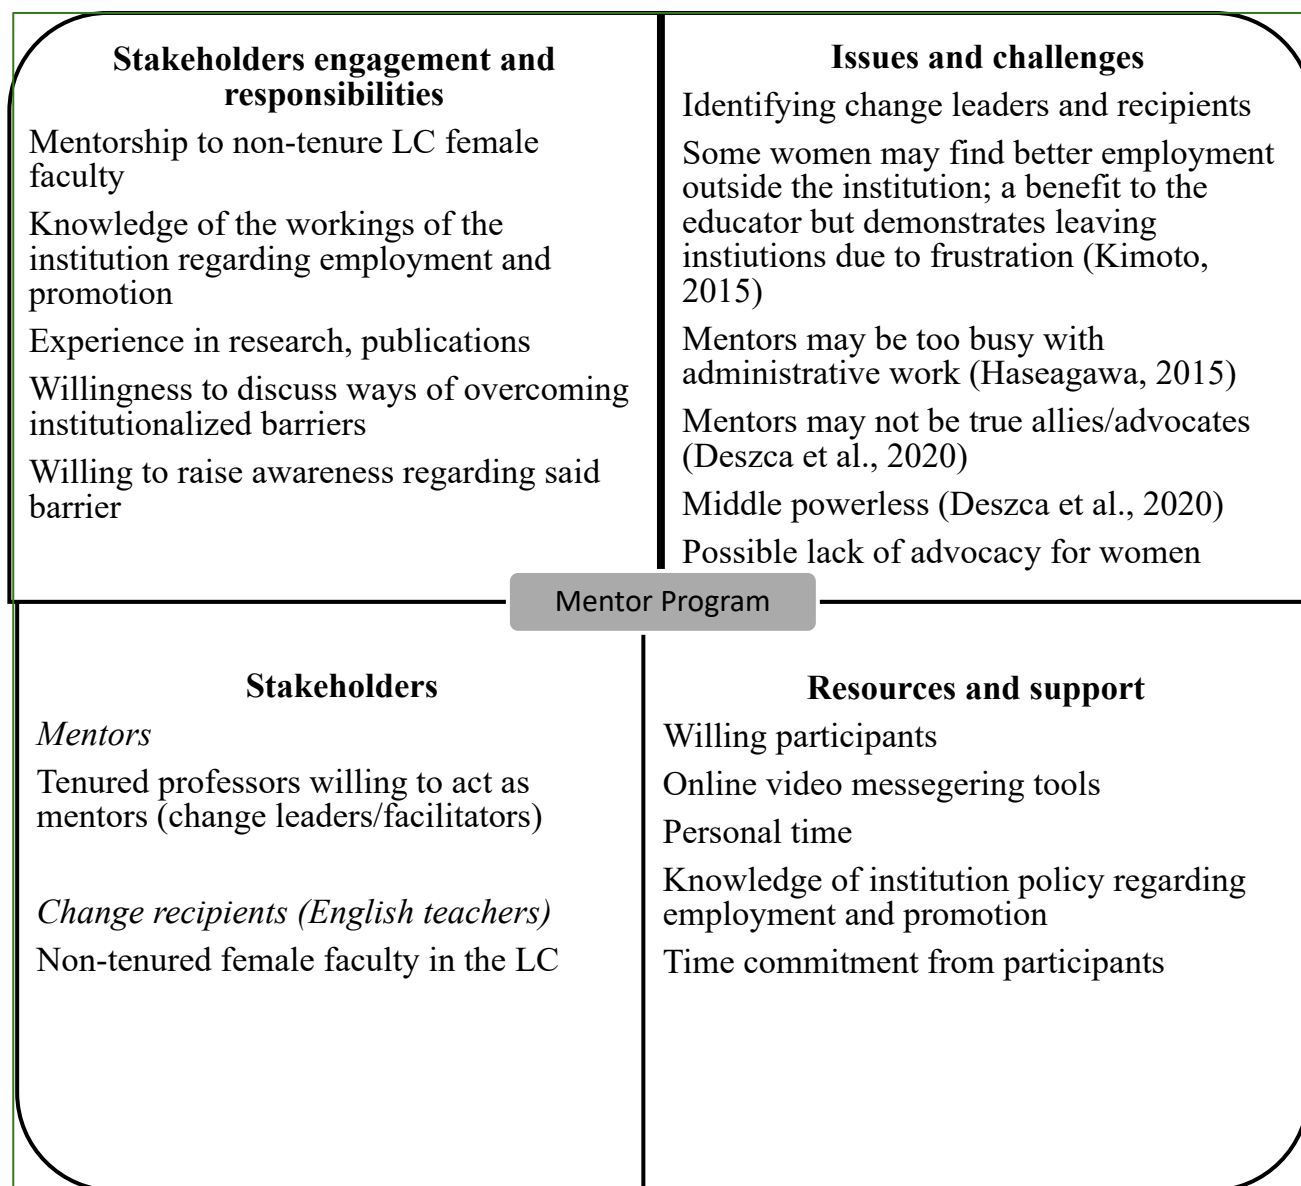 Stakeholders engagement and
responsibilities
Mentorship to non-tenure LC female
faculty
Knowledge of the workings of the
institution regarding employment and
promotion
Experience in research, publications
Willingness to discuss ways of overcoming
institutionalized barriers
Willing to raise awareness regarding said
barrier
Issues and challenges
Identifying change leaders and recipients
Some women may find better employment
outside the institution; a benefit to the
educator but demonstrates leaving
instiutions due to frustration (Kimoto,
2015)
Mentors may be too busy with
administrative work (Haseagawa, 2015)
Mentors may not be true allies/advocates
(Deszca et al., 2020)
Middle powerless (Deszca et al., 2020)
Possible lack of advocacy for women
Mentor Program
Stakeholders
Mentors
Tenured professors willing to act as
mentors (change leaders/facilitators)
Change recipients (English teachers)
Non-tenured female faculty in the LC
Resources and support
Willing participants
Online video messegering tools
Personal time
Knowledge of institution policy regarding
employment and promotion
Time commitment from participants